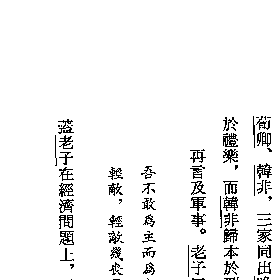 荀卿、韓非，三家同出
於禮樂，而韓非歸本於
再言及軍事。老子
吾不敢為主而為
輕敵，輕敵幾喪
蓋老子在經濟問題上，